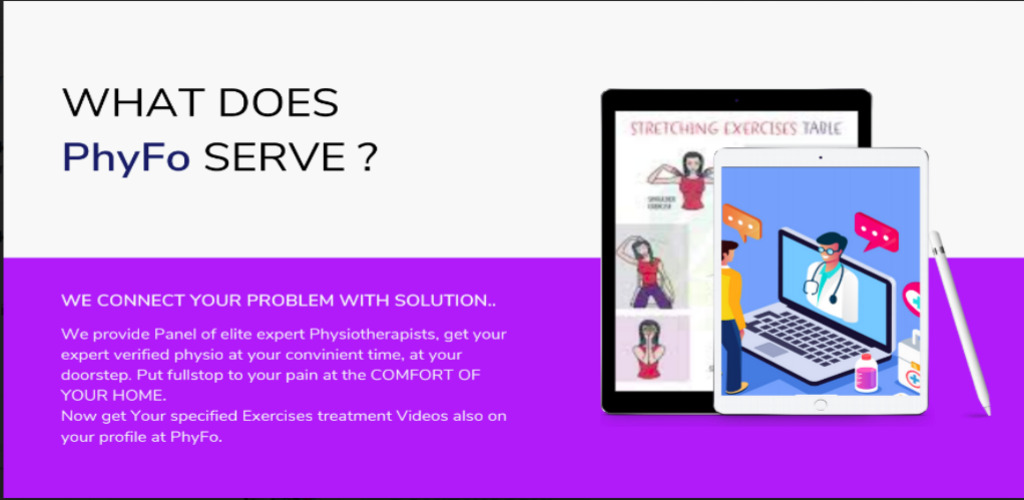 WHAT DOES
PhyFo SERVE ?
WE CONNECT YOUR PROBLEM WITH SOLUTION..
We provide Panel of elite expert Physiotherapists, get your
expert verified physio at your convinient time, at your
doorstep. Put fullstop to your pain at the COMFORT OF
YOUR HOME.
Now get Your specified Exercises treatment Videos also on
your profile at PhyFo.
STRETCHING EXERCISES TABLE